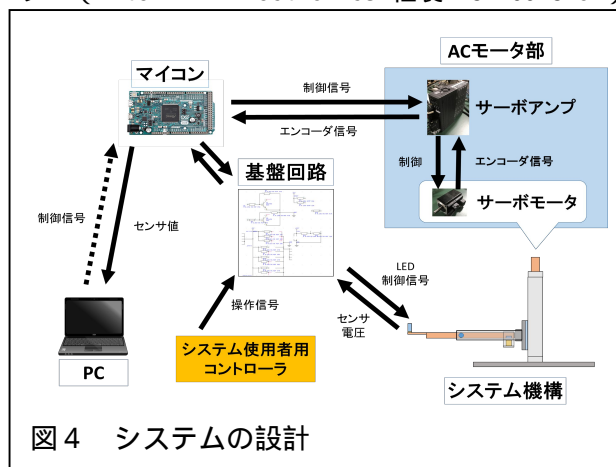 マイコン
ACモータ部
制御信号
エンコーダ信号
サーボアンプ
制御
エンコーダ信号
サーボモータ
基盤回路
制御信号
センサ値
LED
制御信号
操作信号
センサ
電圧
システム使用者用
コントローラ
PC
システム機構
図４　システムの設計